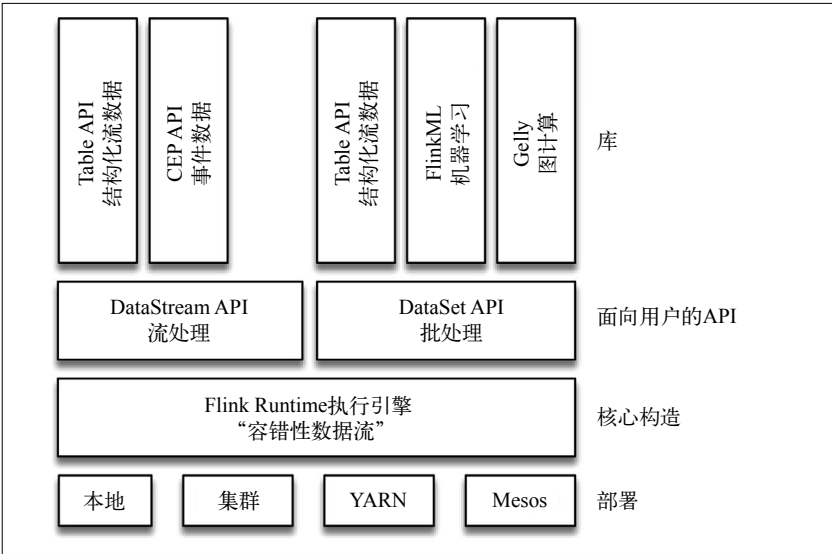 Table API
结构化流数据
CEP API
事件数据
Table API
结构化流数据
FlinkML
机器学习
Gelly
图计算
库
DataStream API
流处理
DataSet API
批处理
面向用户的API
Flink Runtime执行引擎
“容错性数据流”
核心构造
本地
集群
YARN
Mesos
部署